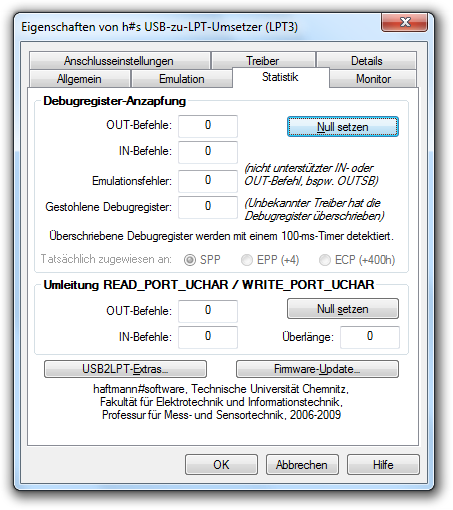 Eigenschaften von h#s USB-zu-LPT-Umsetzer (LPT3)
Anschlusseinstellungen Treiber Details
Allgemein Emulation Statistik Monitor
Debugregister-Anzapfung
OUT-Befehle: 0 Null setzen
IN-Befehle: 0
Emulationsfehler: 0 (nicht unterstützter IN- oder
OUT-Befehl, bspw. OUTSB)
Gestohlene Debugregister: 0 (Unbekannter Treiber hat die
Debugregister überschrieben)
Überschriebene Debugregister werden mit einem 100-ms-Timer detektiert.
Tatsächlich zugewiesen an: SPP EPP (+4) ECP (+400h)
Umleitung READ_PORT_UCHAR / WRITE_PORT_UCHAR
OUT-Befehle: 0 Null setzen
IN-Befehle: 0 Überlänge: 0
USB2LPT-Extras... Firmware-Update...
haftmann#software, Technische Universität Chemnitz,
Fakultät für Elektrotechnik und Informationstechnik,
Professur für Mess- und Sensortechnik, 2006-2009
OK Abbrechen Hilfe